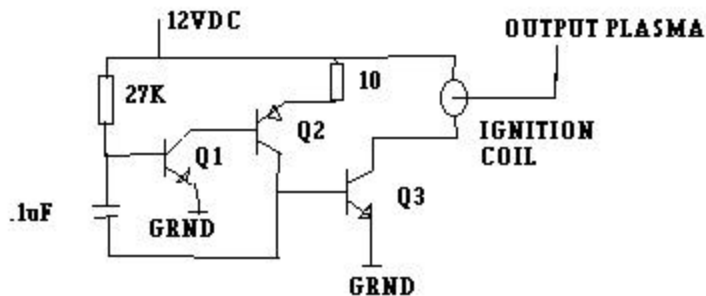 12VDC
OUTPUT PLASMA
27K
10
Q2
Q1
IGNITION
COIL
Q3
.1uF
GRND
GRND